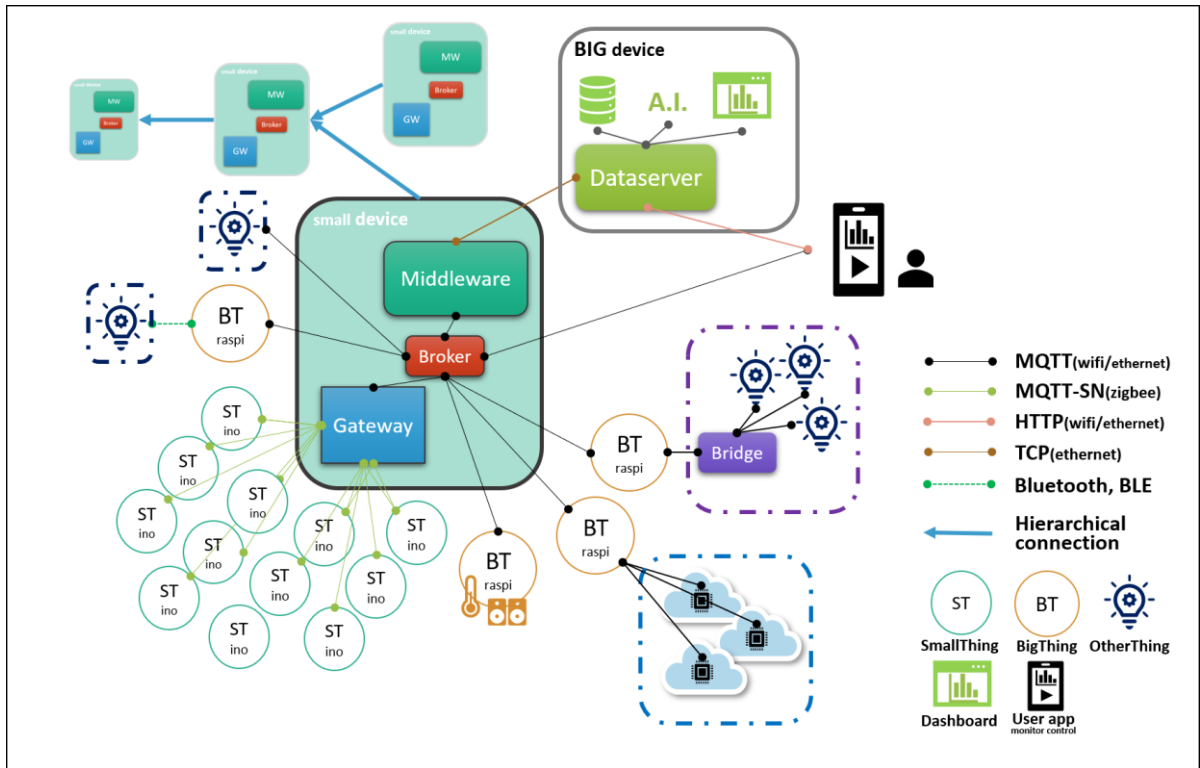 small device
MW
Broker
GW
small device
MW
Broker
GW
small device
MW
Broker
GW
BIG device
A.I.
Dataserver
small device
Middleware
Broker
Gateway
BT
raspi
ST
ino
ST
ino
ST
ino
ST
ino
ST
ino
ST
ino
ST
ino
ST
ino
ST
ino
ST
ino
ST
ino
ST
ino
BT
raspi
BT
raspi
BT
raspi
Bridge
MQTT(wifi/ethernet)
MQTT-SN(zigbee)
HTTP(wifi/ethernet)
TCP(ethernet)
Bluetooth, BLE
Hierarchical
connection
ST
BT
SmallThing
BigThing
OtherThing
Dashboard
User app
monitor control